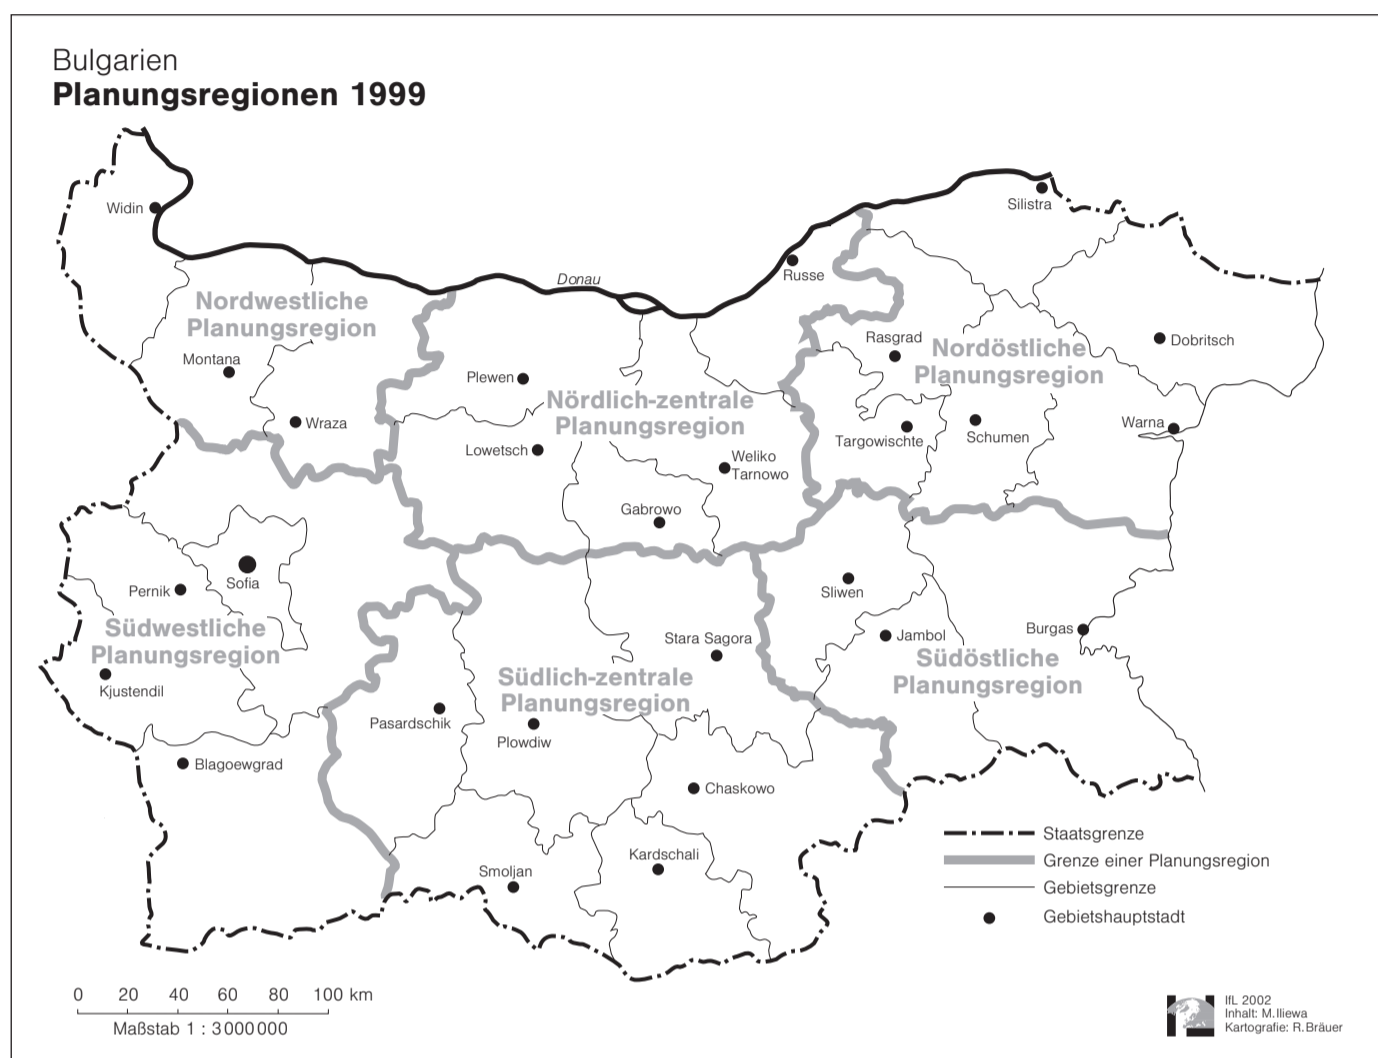 Bulgarien
Planungsregionen 1999
Widin
Silistra
Donau
Russe
Nordwestliche
Planungsregion
Montana
Wraza
Plewen
Rasgrad
Nordöstliche
Planungsregion
Dobritsch
Nördlich-zentrale
Planungsregion
Lowetsch
Weliko
Tarnowo
Targowischte
Schumen
Warna
Gabrowo
Sofia
Pernik
Sliwen
Südwestliche
Planungsregion
Kjustendil
Stara Sagora
Jambol
Burgas
Südlich-zentrale
Planungsregion
Südöstliche
Planungsregion
Pasardschik
Plowdiw
Blagoewgrad
Chaskowo
Kardschali
Smoljan
Staatsgrenze
Grenze einer Planungsregion
Gebietsgrenze
Gebietshauptstadt
0 20 40 60 80 100 km
Maßstab 1 : 3000000
IfL 2002
Inhalt: M. Iliewa
Kartografie: R. Bräuer